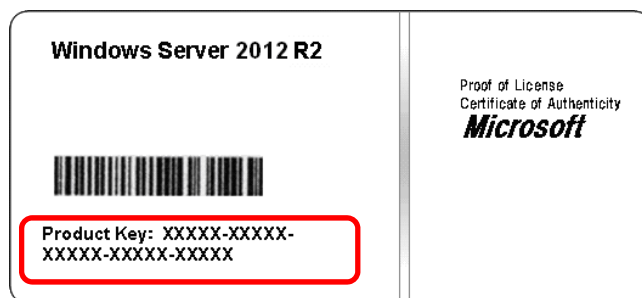 Windows Server 2012 R2
Product Key: XXXXX-XXXXX-
XXXXX-XXXXX-XXXXX
Proof of License
Certificate of Authenticity
Microsoft